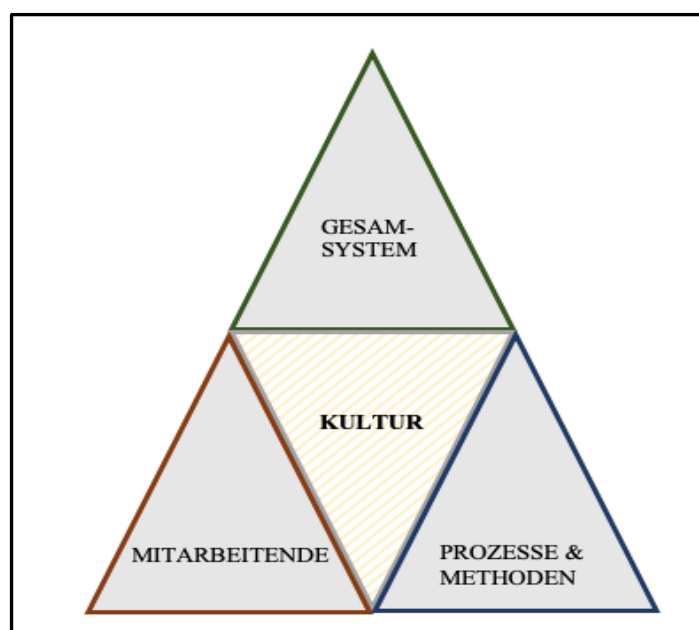 GESAM-
SYSTEM
KULTUR
MITARBEITENDE
PROZESSE &
METHODEN